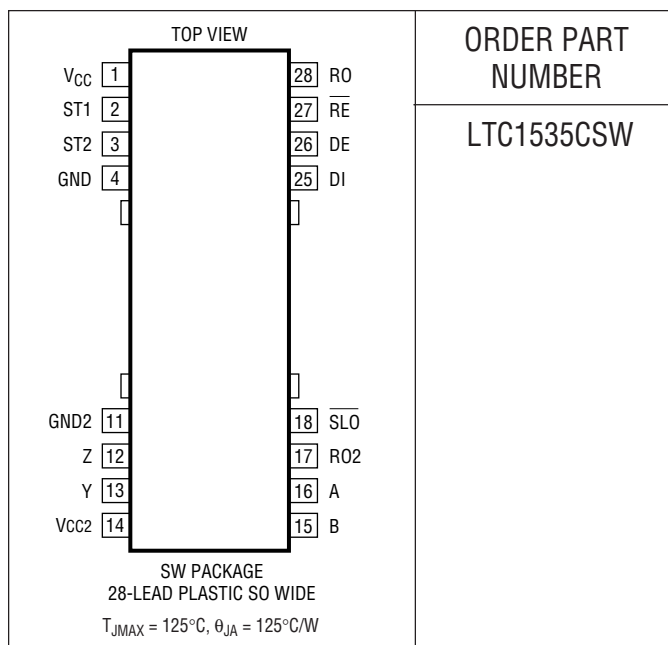 TOP VIEW
VCC 1
ST1 2
ST2 3
GND 4
GND2 11
Z 12
Y 13
VCC2 14
28 RO
27 R̅E̅
26 DE
25 DI
18 S̅L̅O̅
17 RO2
16 A
15 B
SW PACKAGE
28-LEAD PLASTIC SO WIDE
TJMAX = 125°C, θJA = 125°C/W
ORDER PART
NUMBER
LTC1535CSW